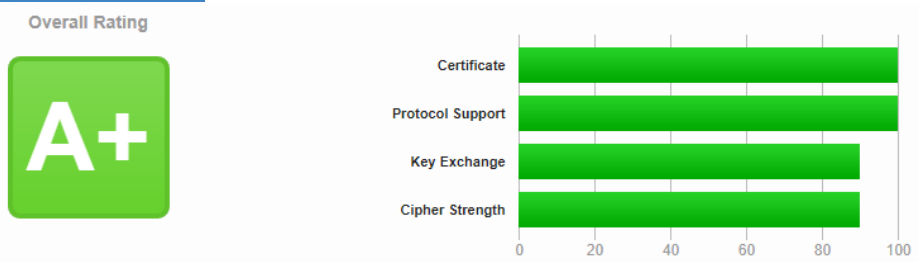 Overall Rating
A+
Certificate
Protocol Support
Key Exchange
Cipher Strength
0 20 40 60 80 100